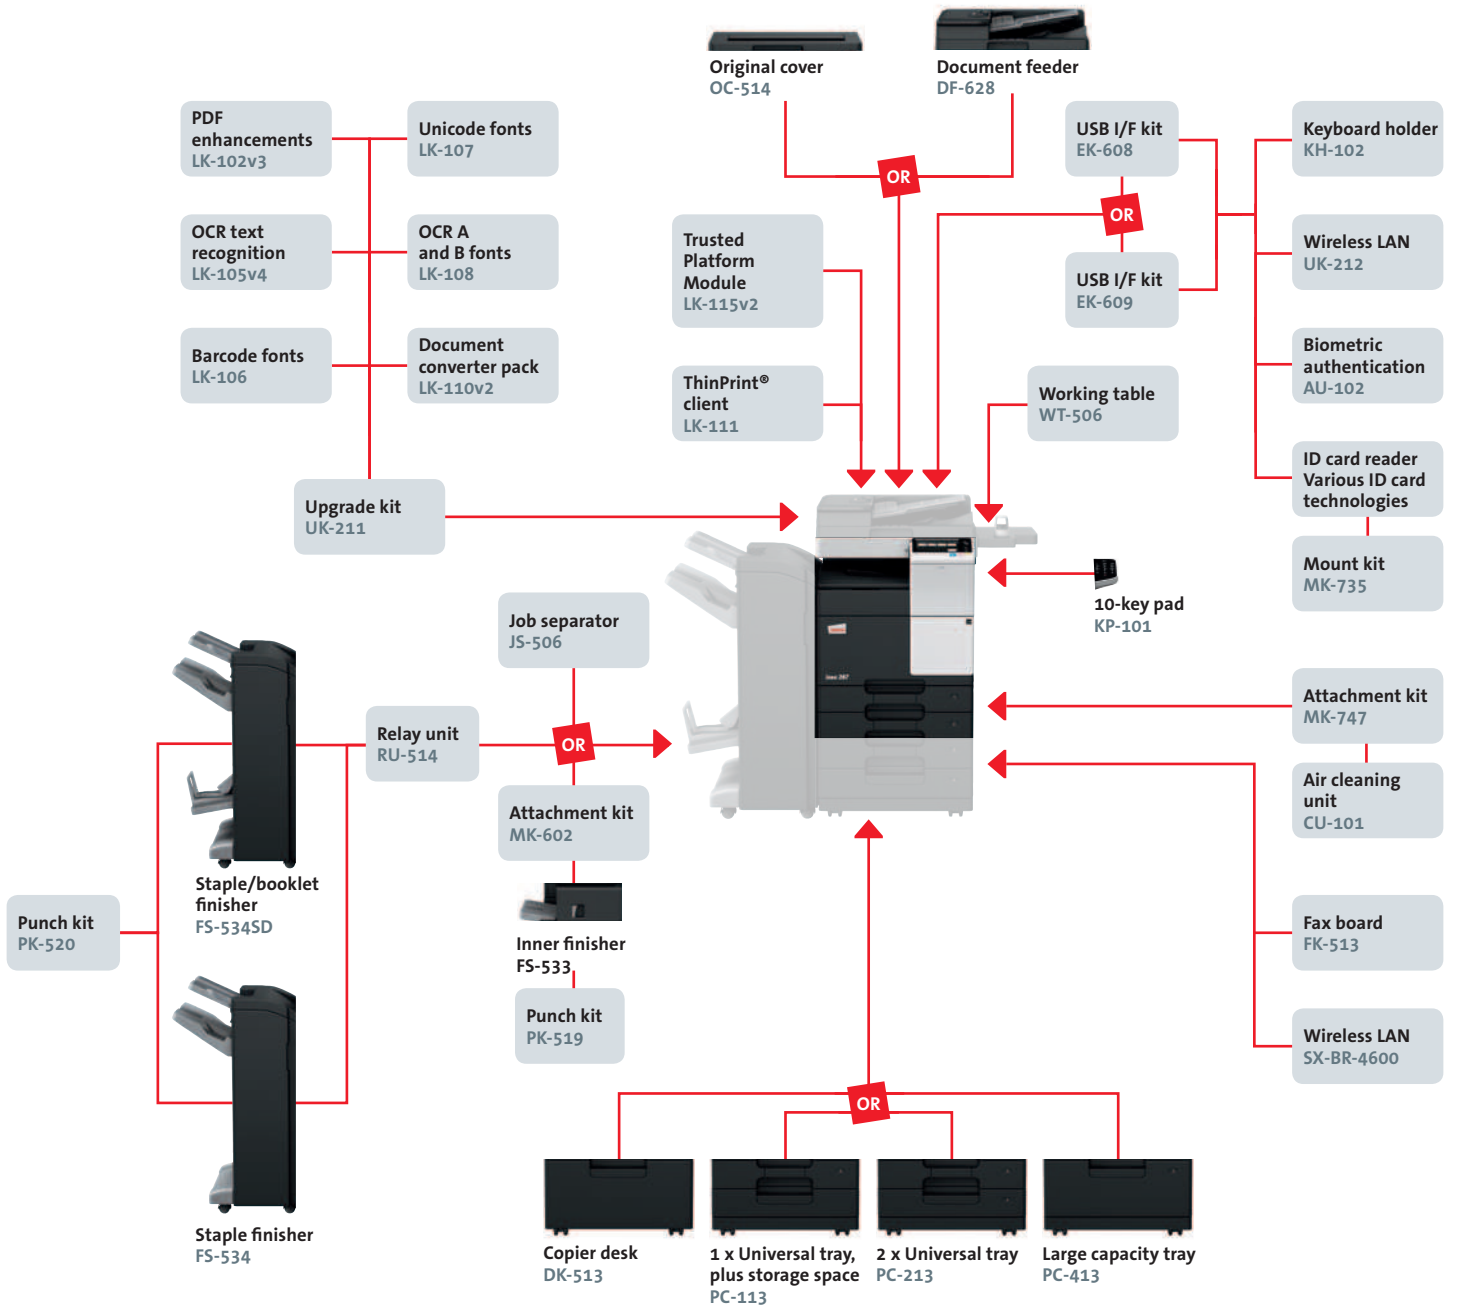 Original cover
OC-514
Document feeder
DF-628
PDF
enhancements
LK-102v3
Unicode fonts
LK-107
USB I/F kit
EK-608
Keyboard holder
KH-102
OR
OR
OCR text
recognition
LK-105v4
OCR A
and B fonts
LK-108
Trusted
Platform
Module
LK-115v2
Wireless LAN
UK-212
USB I/F kit
EK-609
Barcode fonts
LK-106
Document
converter pack
LK-110v2
Biometric
authentication
AU-102
ThinPrint®
client
LK-111
Working table
WT-506
ID card reader
Various ID card
technologies
Upgrade kit
UK-211
Mount kit
MK-735
10-key pad
KP-101
Job separator
JS-506
Attachment kit
MK-747
Relay unit
RU-514
OR
Air cleaning
unit
CU-101
Attachment kit
MK-602
Staple/booklet
finisher
FS-534SD
Punch kit
PK-520
Inner finisher
FS-533
Fax board
FK-513
Punch kit
PK-519
Wireless LAN
SX-BR-4600
OR
Staple finisher
FS-534
Copier desk
DK-513
1 x Universal tray,
plus storage space
PC-113
2 x Universal tray
PC-213
Large capacity tray
PC-413